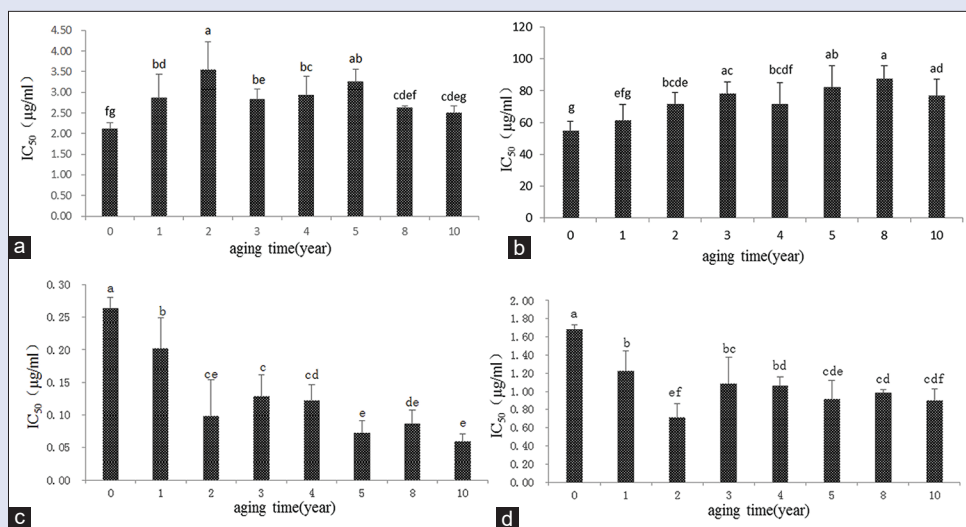 4.50
4.00
3.50
3.00
2.50
2.00
1.50
1.00
0.50
0.00
IC50 (μg/ml)
fg bd a be bc ab cdef cdeg
0 1 2 3 4 5 8 10
aging time(year)
a
120
100
80
60
40
20
0
IC50 (μg/ml)
g efg bcde ac bcdf ab a ad
0 1 2 3 4 5 8 10
aging time(year)
b
0.30
0.25
0.20
0.15
0.10
0.05
0.00
IC50 (μg/ml)
a b ce c cd e de e
0 1 2 3 4 5 8 10
aging time(year)
c
2.00
1.80
1.60
1.40
1.20
1.00
0.80
0.60
0.40
0.20
0.00
IC50 (μg/ml)
a b ef bc bd cde cd cdf
0 1 2 3 4 5 8 10
aging time(year)
d